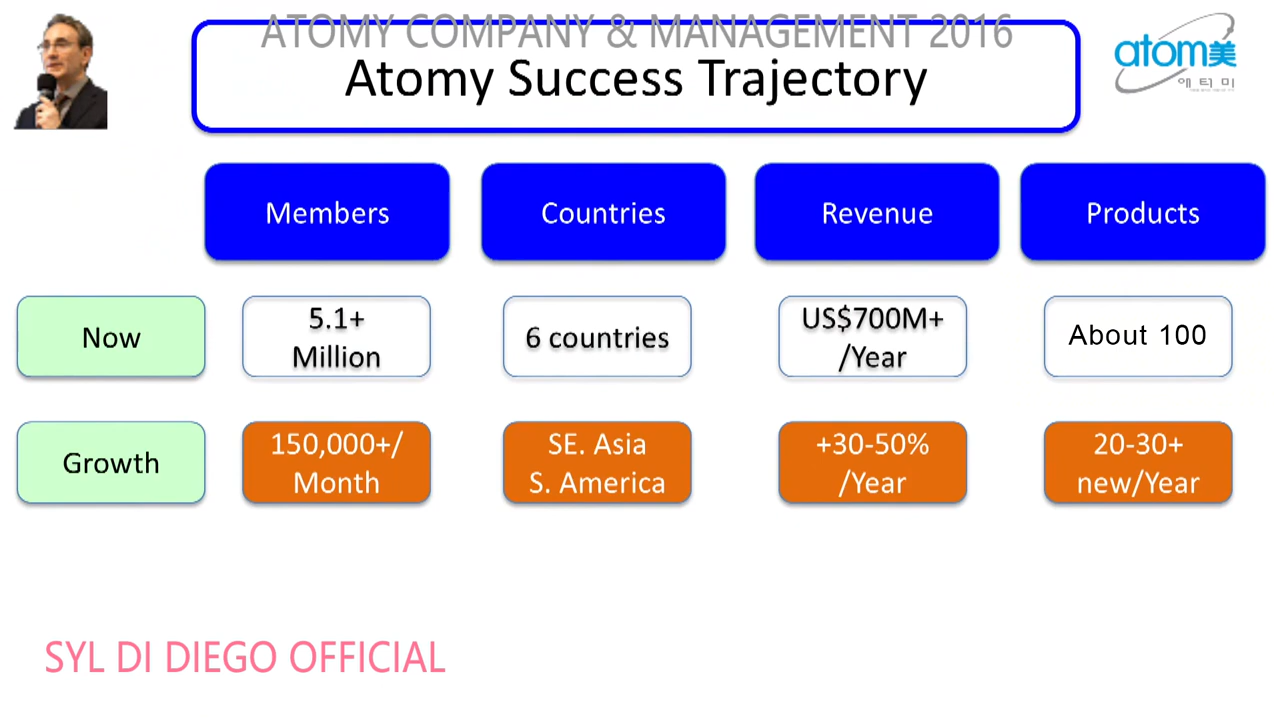 ATOMY COMPANY & MANAGEMENT 2016
Atomy Success Trajectory
atom美
애터미
Members
Countries
Revenue
Products
Now
5.1+
Million
6 countries
US$700M+
/Year
About 100
Growth
150,000+/
Month
SE. Asia
S. America
+30-50%
/Year
20-30+
new/Year
SYL DI DIEGO OFFICIAL